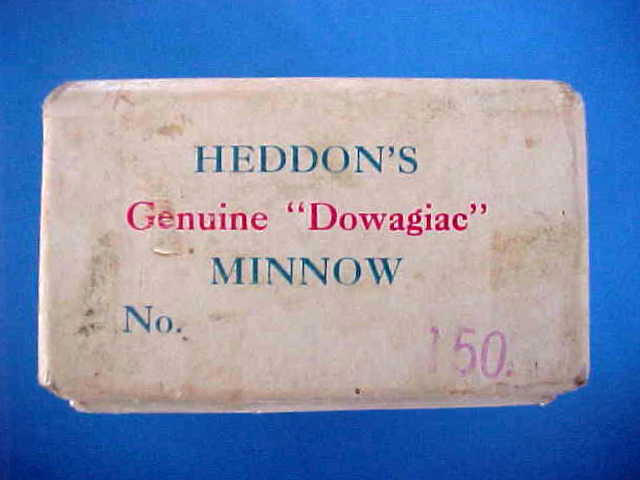 HEDDON'S
Genuine "Dowagiac"
MINNOW
No.
150.